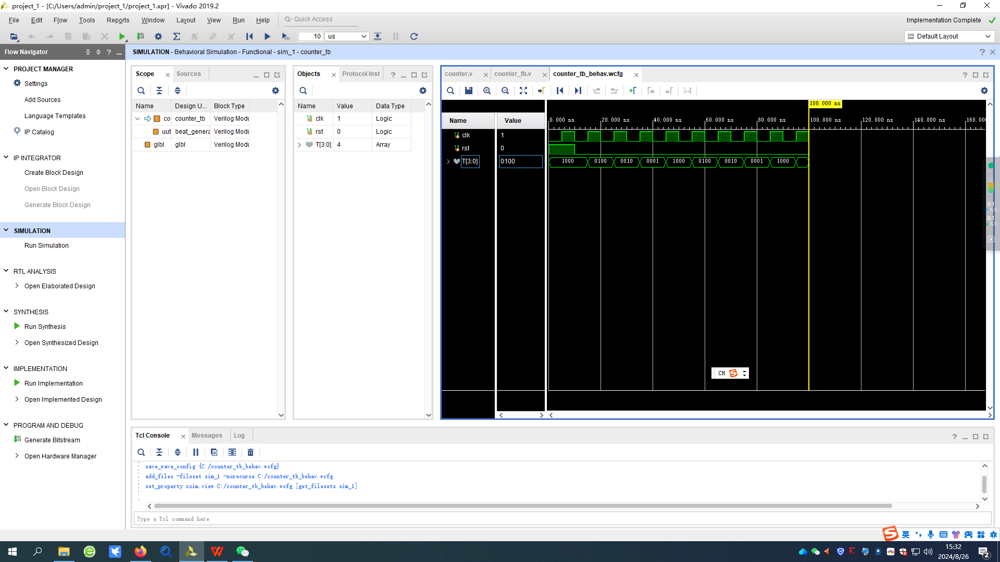 project_1 - [C:/Users/admin/project_1/project_1.xpr] - Vivado 2019.2
File Edit Flow Tools Reports Window Layout View Run Help Quick Access
Implementation Complete
10 us
Default Layout
Flow Navigator
SIMULATION - Behavioral Simulation - Functional - sim_1 - counter_tb
PROJECT MANAGER
Settings
Add Sources
Language Templates
IP Catalog
IP INTEGRATOR
Create Block Design
Open Block Design
Generate Block Design
SIMULATION
Run Simulation
RTL ANALYSIS
Open Elaborated Design
SYNTHESIS
Run Synthesis
Open Synthesized Design
IMPLEMENTATION
Run Implementation
Open Implemented Design
PROGRAM AND DEBUG
Generate Bitstream
Open Hardware Manager
Scope Sources
Name Design U... Block Type
co counter_tb Verilog Modu
uut beat_genera Verilog Modu
glbl glbl Verilog Modu
Objects Protocol Inst
Name Value Data Type
clk 1 Logic
rst 0 Logic
T[3:0] 4 Array
counter.v counter_fb.v counter_tb_behav.wcfg
100.000 ns
Name Value
0.000 ns 20.000 ns 40.000 ns 60.000 ns 80.000 ns 100.000 ns 120.000 ns 140.000 ns 160.00
clk 1
rst 0
T[3:0] 0100
1000 0100 0010 0001 1000 0100 0010 0001 1000
CH
0.1
K/s
0.1
K/s
Tcl Console Messages Log
save_wave_config {C:/counter_tb_behav.wcfg}
add_files -fileset sim_1 -norecurse C:/counter_tb_behav.wcfg
set_property xsim.view C:/counter_tb_behav.wcfg [get_filesets sim_1]
Type a Tcl command here
英
15:32
2024/8/26
2